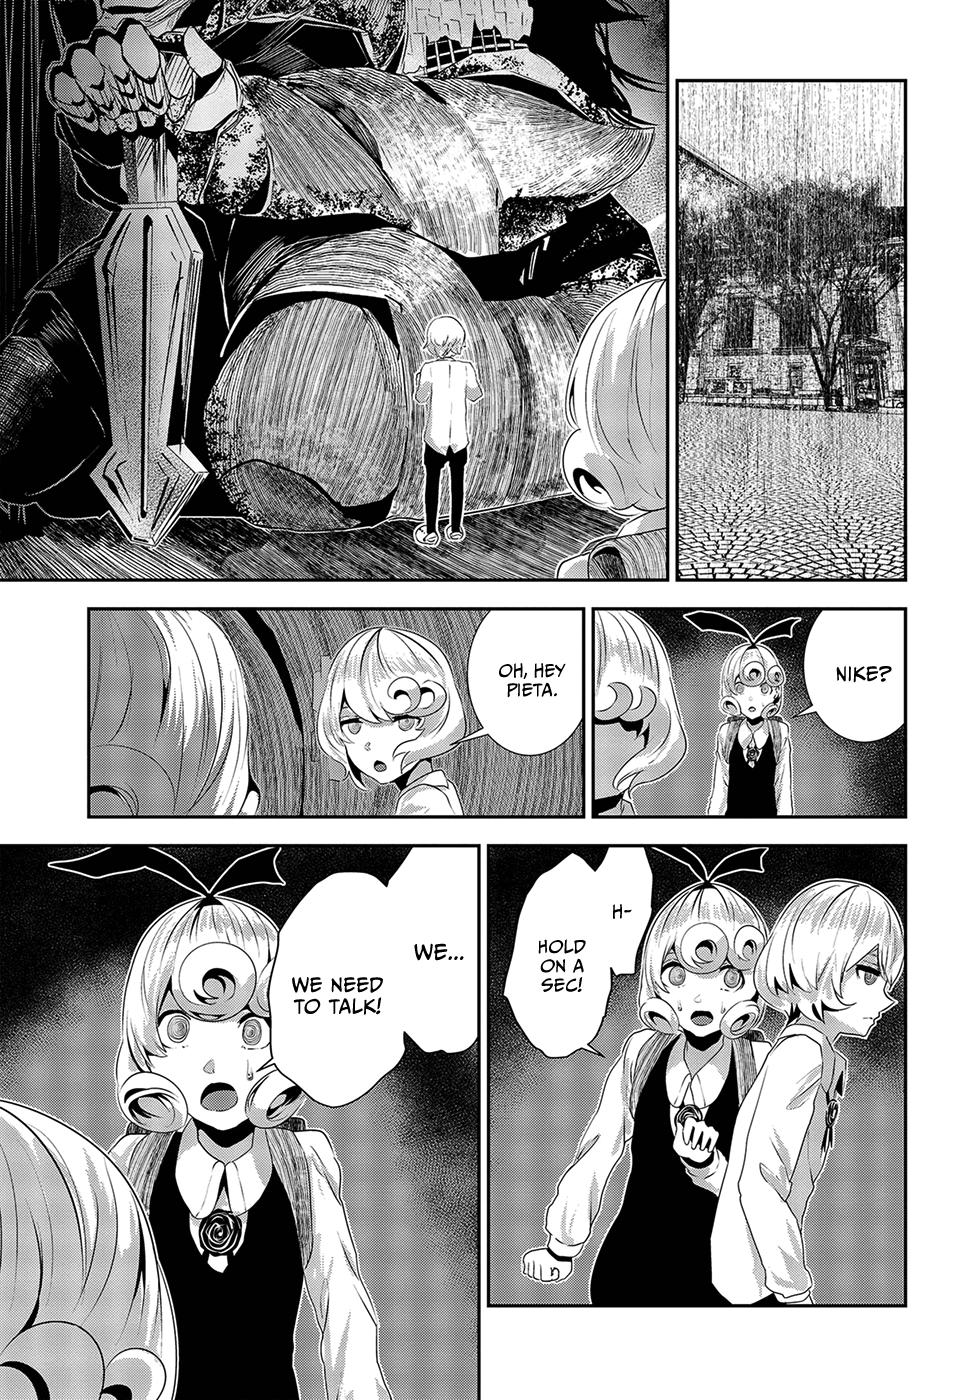 NIKE?
OH, HEY
PIETA.
H-
HOLD
ON A
SEC!
WE...
WE NEED
TO TALK!